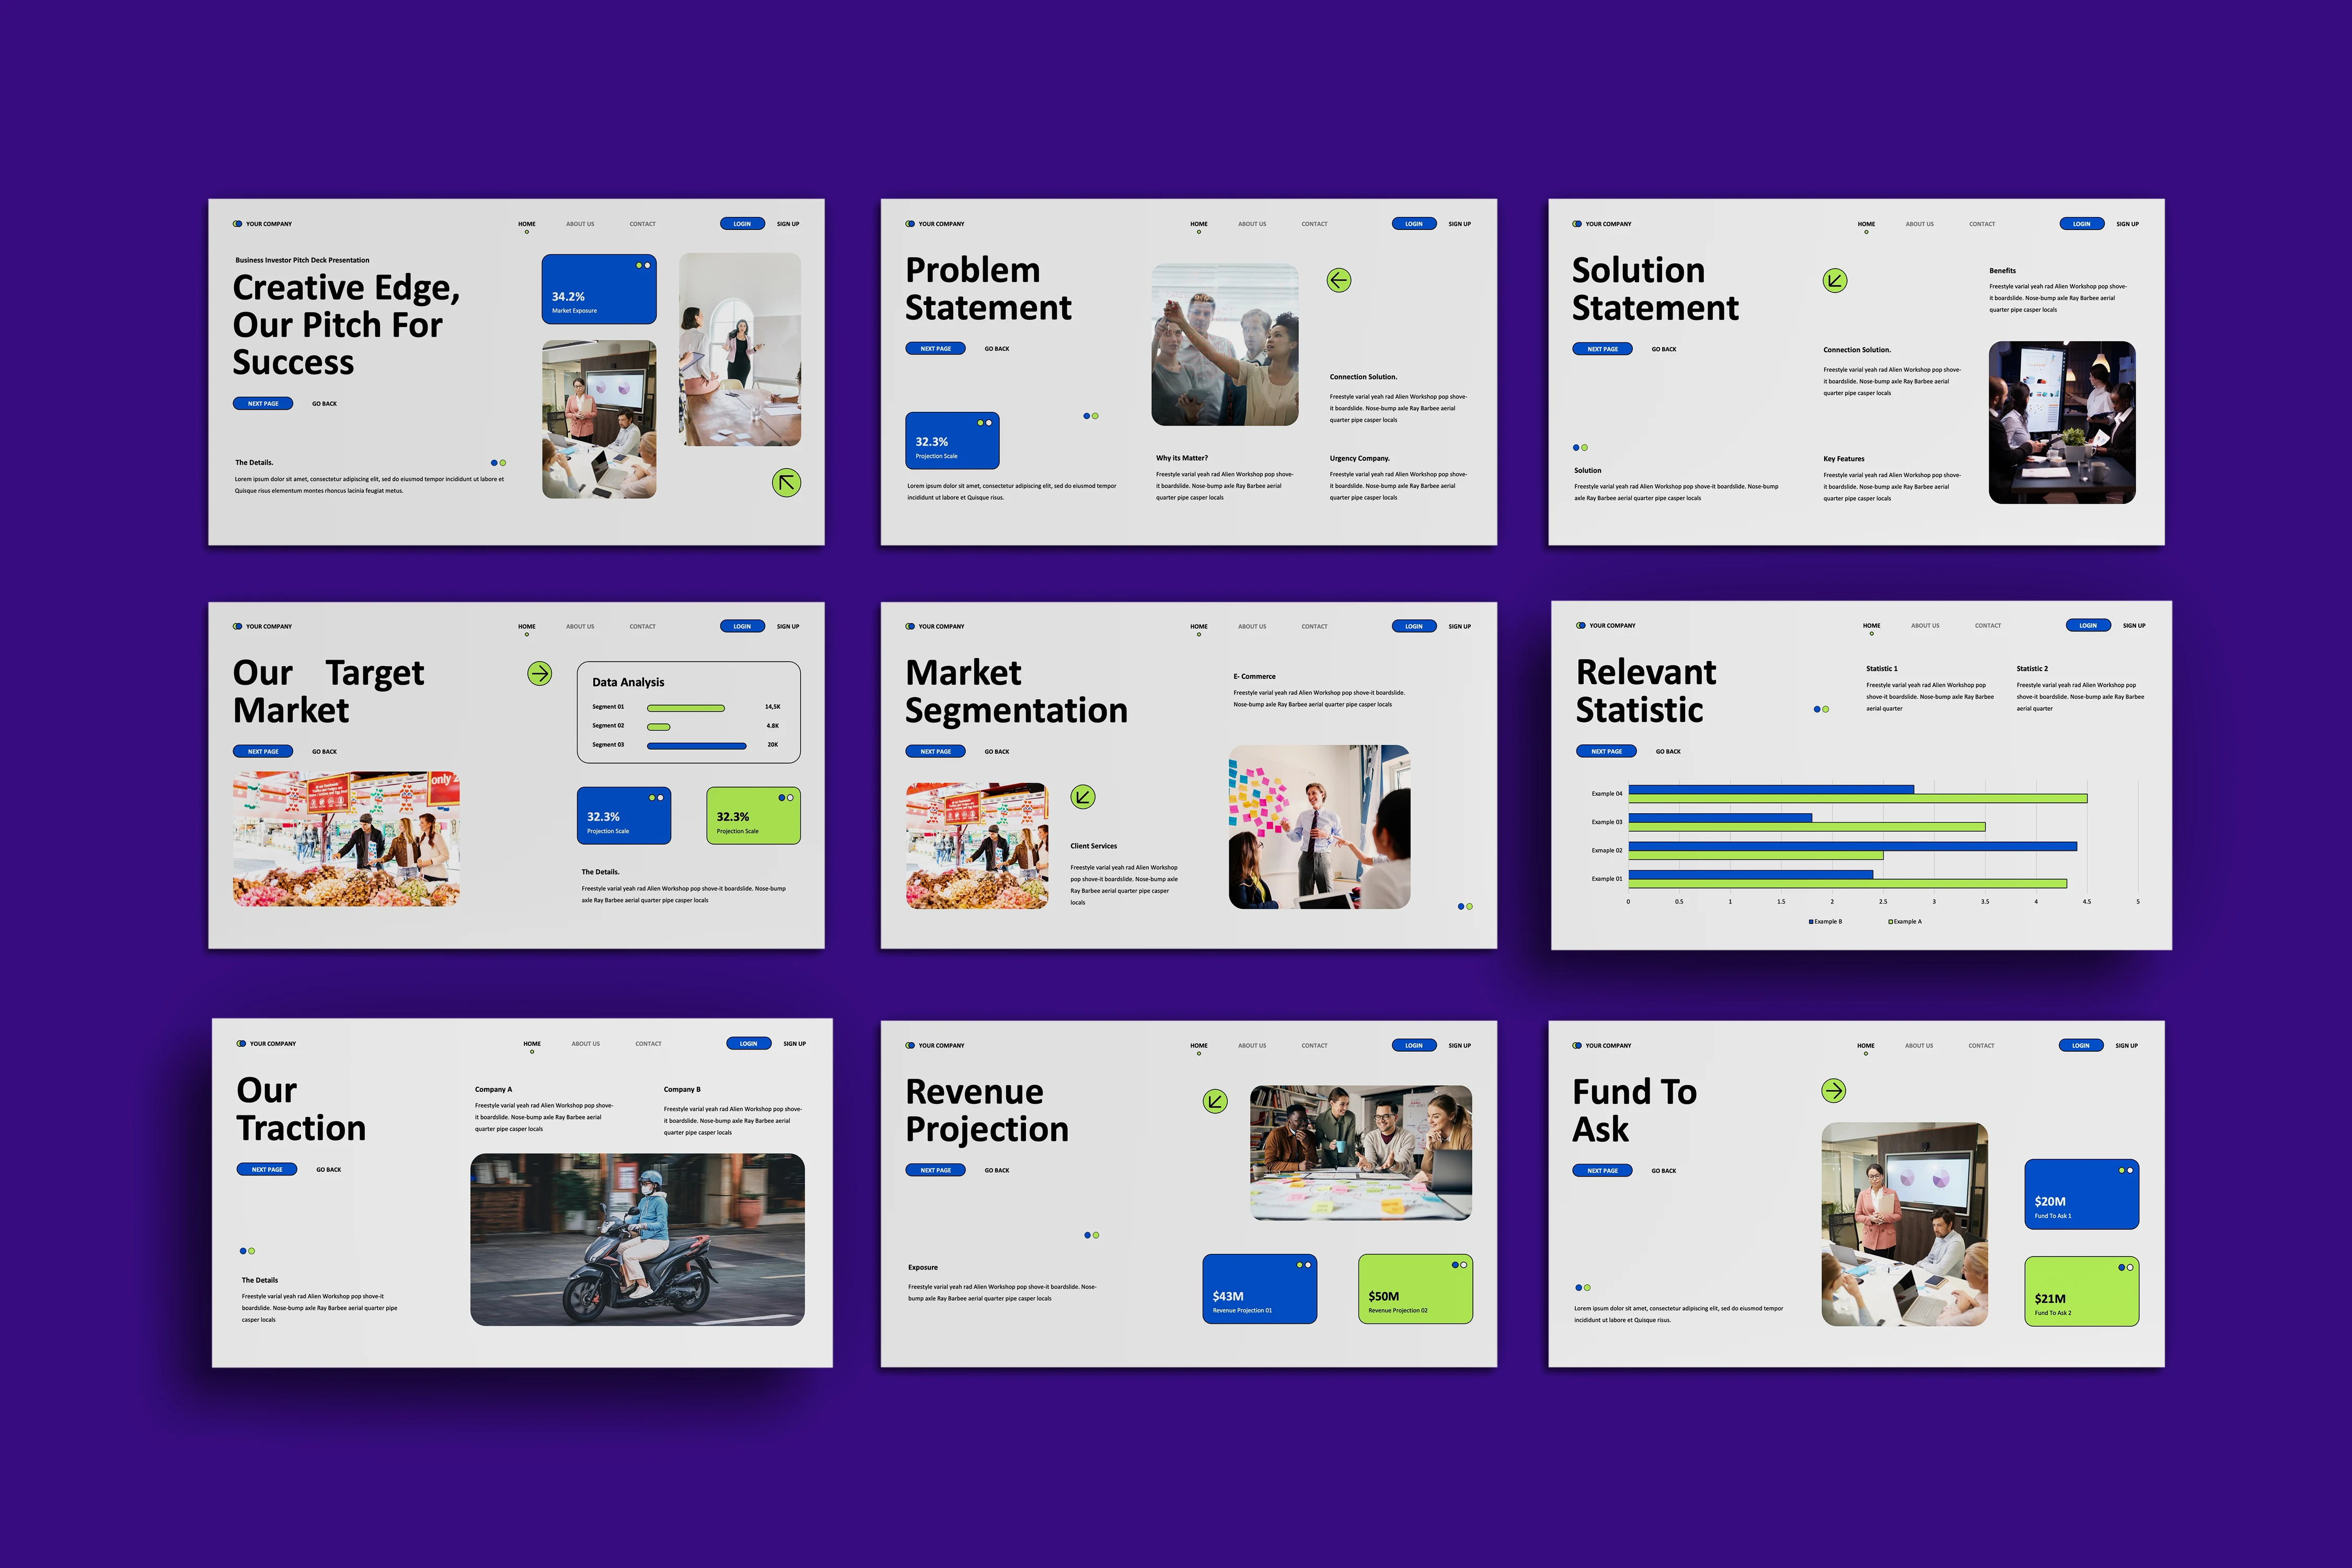 YOUR COMPANY
HOME
ABOUT US
CONTACT
LOGIN
SIGN UP
Business Investor Pitch Deck Presentation
Creative Edge,
Our Pitch For
Success
NEXT PAGE
GO BACK
34.2%
Market Exposure
The Details.
Lorem ipsum dolor sit amet, consectetur adipiscing elit, sed do eiusmod tempor incididunt ut labore et
Quisque risus elementum montes rhoncus lacinia feugiat metus.
YOUR COMPANY
HOME
ABOUT US
CONTACT
LOGIN
SIGN UP
Problem
Statement
NEXT PAGE
GO BACK
32.3%
Projection Scale
Lorem ipsum dolor sit amet, consectetur adipiscing elit, sed do eiusmod tempor
incididunt ut labore et Quisque risus.
Connection Solution.
Freestyle varial yeah rad Alien Workshop pop shove-
it boardslide. Nose-bump axle Ray Barbee aerial
quarter pipe casper locals
Why its Matter?
Freestyle varial yeah rad Alien Workshop pop shove-
it boardslide. Nose-bump axle Ray Barbee aerial
quarter pipe casper locals
Urgency Company.
Freestyle varial yeah rad Alien Workshop pop shove-
it boardslide. Nose-bump axle Ray Barbee aerial
quarter pipe casper locals
YOUR COMPANY
HOME
ABOUT US
CONTACT
LOGIN
SIGN UP
Solution
Statement
NEXT PAGE
GO BACK
Solution
Freestyle varial yeah rad Alien Workshop pop shove-it boardslide. Nose-bump
axle Ray Barbee aerial quarter pipe casper locals
Benefits
Freestyle varial yeah rad Alien Workshop pop shove-
it boardslide. Nose-bump axle Ray Barbee aerial
quarter pipe casper locals
Connection Solution.
Freestyle varial yeah rad Alien Workshop pop shove-
it boardslide. Nose-bump axle Ray Barbee aerial
quarter pipe casper locals
Key Features
Freestyle varial yeah rad Alien Workshop pop shove-
it boardslide. Nose-bump axle Ray Barbee aerial
quarter pipe casper locals
YOUR COMPANY
HOME
ABOUT US
CONTACT
LOGIN
SIGN UP
Our Target
Market
NEXT PAGE
GO BACK
only
Data Analysis
Segment 01
14,5K
Segment 02
4.8K
Segment 03
20K
32.3%
Projection Scale
32.3%
Projection Scale
The Details.
Freestyle varial yeah rad Alien Workshop pop shove-it boardslide. Nose-bump
axle Ray Barbee aerial quarter pipe casper locals
YOUR COMPANY
HOME
ABOUT US
CONTACT
LOGIN
SIGN UP
Market
Segmentation
NEXT PAGE
GO BACK
E- Commerce
Freestyle varial yeah rad Alien Workshop pop shove-it boardslide.
Nose-bump axle Ray Barbee aerial quarter pipe casper locals
Client Services
Freestyle varial yeah rad Alien Workshop
pop shove-it boardslide. Nose-bump axle
Ray Barbee aerial quarter pipe casper
locals
YOUR COMPANY
HOME
ABOUT US
CONTACT
LOGIN
SIGN UP
Relevant
Statistic
NEXT PAGE
GO BACK
Statistic 1
Freestyle varial yeah rad Alien Workshop pop
shove-it boardslide. Nose-bump axle Ray Barbee
aerial quarter
Statistic 2
Freestyle varial yeah rad Alien Workshop pop
shove-it boardslide. Nose-bump axle Ray Barbee
aerial quarter
Example 04
Example 03
Exmaple 02
Example 01
0 0.5 1 1.5 2 2.5 3 3.5 4 4.5 5
Example B
Example A
YOUR COMPANY
HOME
ABOUT US
CONTACT
LOGIN
SIGN UP
Our
Traction
NEXT PAGE
GO BACK
Company A
Freestyle varial yeah rad Alien Workshop pop shove-
it boardslide. Nose-bump axle Ray Barbee aerial
quarter pipe casper locals
Company B
Freestyle varial yeah rad Alien Workshop pop shove-
it boardslide. Nose-bump axle Ray Barbee aerial
quarter pipe casper locals
The Details
Freestyle varial yeah rad Alien Workshop pop shove-it
boardslide. Nose-bump axle Ray Barbee aerial quarter pipe
casper locals
YOUR COMPANY
HOME
ABOUT US
CONTACT
LOGIN
SIGN UP
Revenue
Projection
NEXT PAGE
GO BACK
Exposure
Freestyle varial yeah rad Alien Workshop pop shove-it boardslide. Nose-
bump axle Ray Barbee aerial quarter pipe casper locals
$43M
Revenue Projection 01
$50M
Revenue Projection 02
YOUR COMPANY
HOME
ABOUT US
CONTACT
LOGIN
SIGN UP
Fund To
Ask
NEXT PAGE
GO BACK
Lorem ipsum dolor sit amet, consectetur adipiscing elit, sed do eiusmod tempor
incididunt ut labore et Quisque risus.
$20M
Fund To Ask 1
$21M
Fund To Ask 2